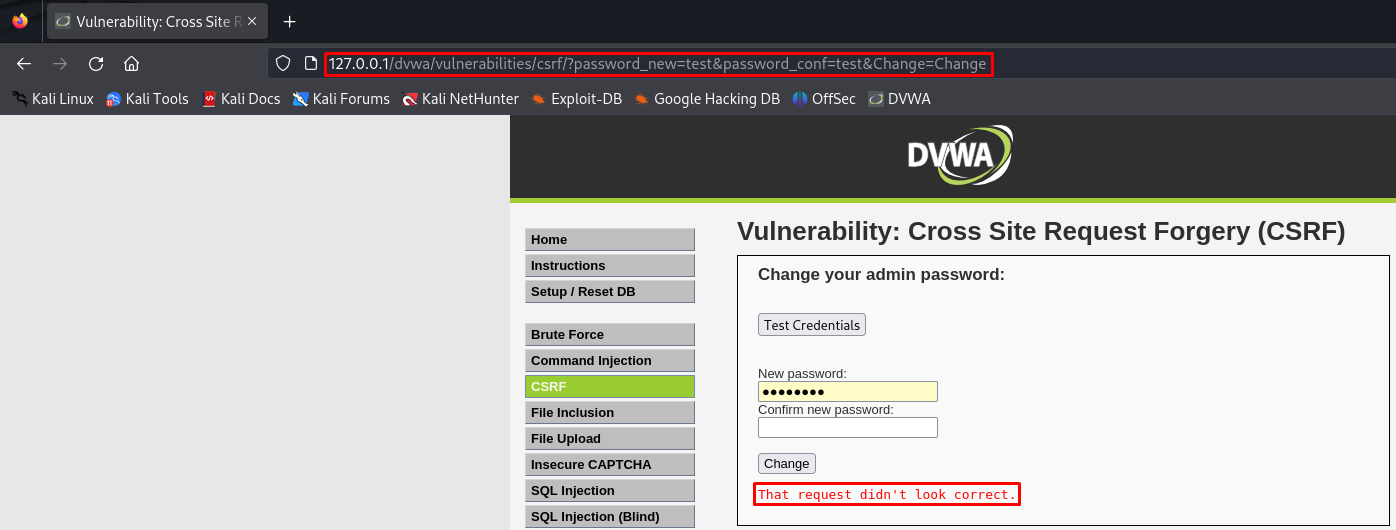 Vulnerability: Cross Site R
127.0.0.1/dvwa/vulnerabilities/csrf/?password_new=test&password_conf=test&Change=Change
Kali Linux Kali Tools Kali Docs Kali Forums Kali NetHunter Exploit-DB Google Hacking DB OffSec DVWA
DVWA
Home
Instructions
Setup / Reset DB
Brute Force
Command Injection
CSRF
File Inclusion
File Upload
Insecure CAPTCHA
SQL Injection
SQL Injection (Blind)
Vulnerability: Cross Site Request Forgery (CSRF)
Change your admin password:
Test Credentials
New password:
●●●●●●●●
Confirm new password:
Change
That request didn't look correct.